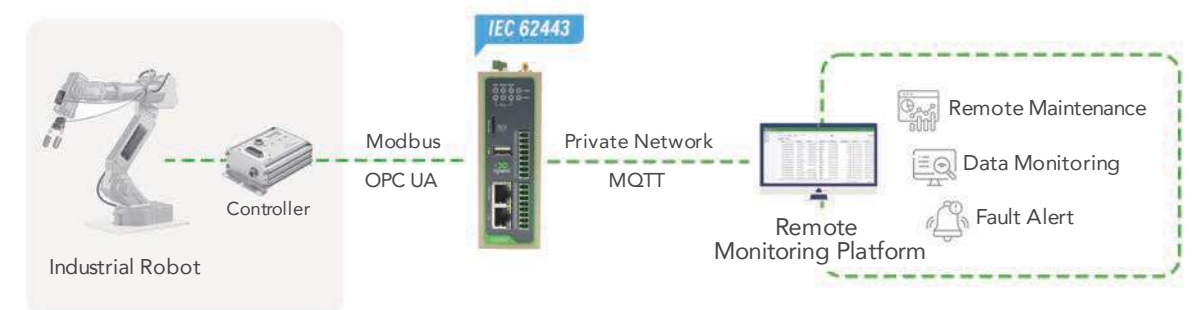 IEC 62443
Modbus
OPC UA
Private Network
MQTT
Controller
Industrial Robot
Remote
Monitoring Platform
Remote Maintenance
Data Monitoring
Fault Alert